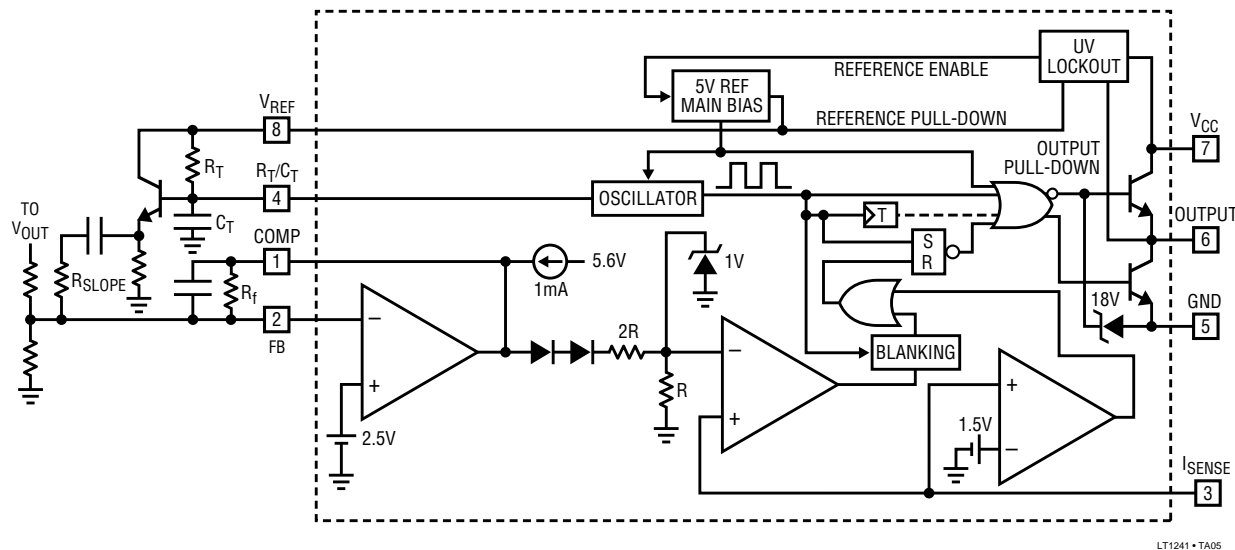 UV
LOCKOUT
REFERENCE ENABLE
5V REF
MAIN BIAS
V_REF
8
REFERENCE PULL-DOWN
V_CC
7
R_T
R_T/C_T
4
OSCILLATOR
OUTPUT
PULL-DOWN
TO
V_OUT
C_T
T
OUTPUT
6
COMP
1
S
R
5.6V
1mA
1V
R_SLOPE
R_f
18V
GND
5
2
FB
–
2R
BLANKING
–
+
R
+
2.5V
+
1.5V
–
I_SENSE
3
LT1241 • TA05